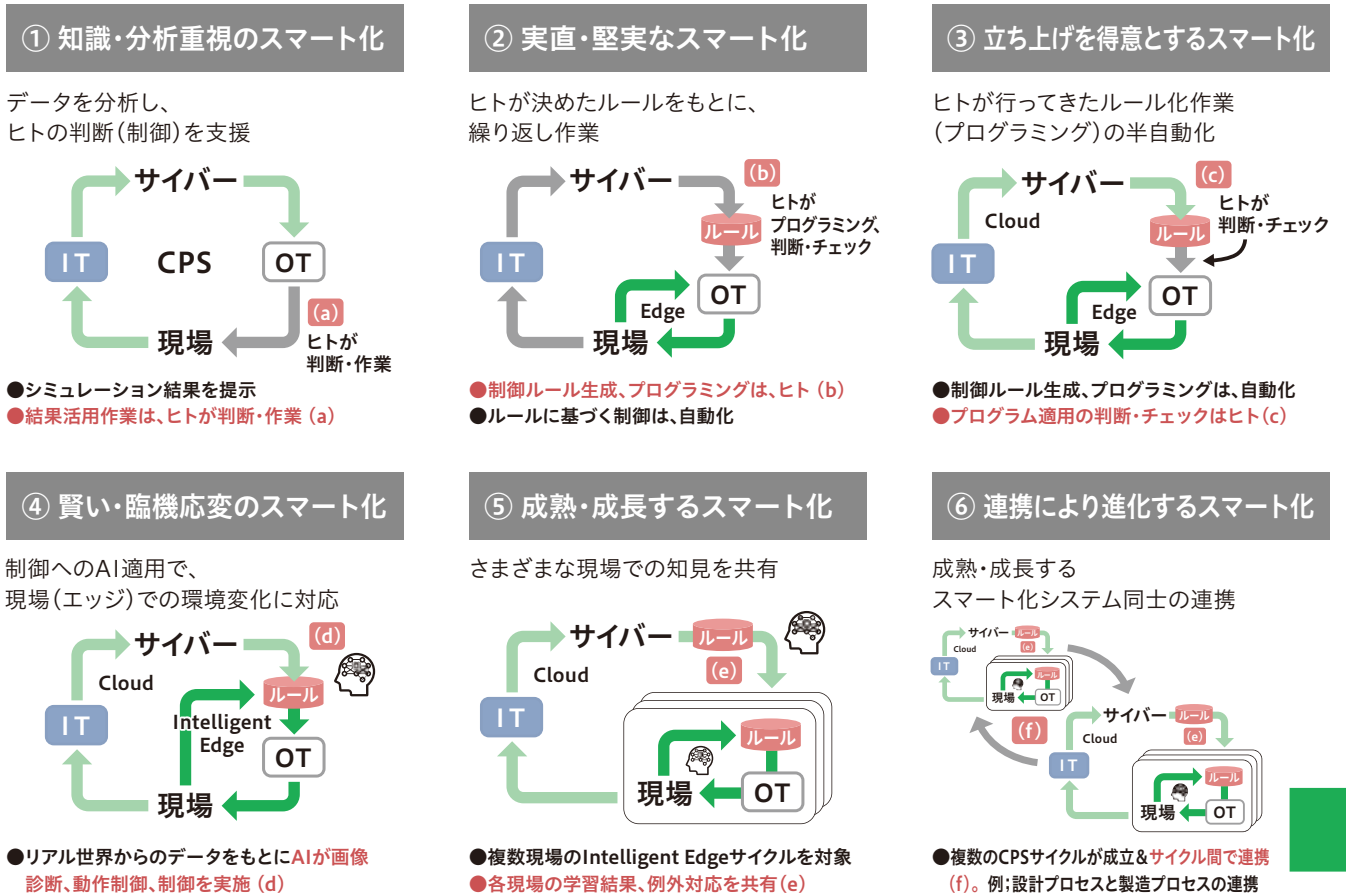 ① 知識・分析重視のスマート化
データを分析し、
ヒトの判断(制御)を支援
サイバー
IT
CPS
OT
(a)
ヒトが
判断・作業
現場
●シミュレーション結果を提示
●結果活用作業は、ヒトが判断・作業 (a)
② 実直・堅実なスマート化
ヒトが決めたルールをもとに、
繰り返し作業
サイバー
(b)
ヒトが
プログラミング、
判断・チェック
ルール
IT
OT
Edge
現場
●制御ルール生成、プログラミングは、ヒト (b)
●ルールに基づく制御は、自動化
③ 立ち上げを得意とするスマート化
ヒトが行ってきたルール化作業
(プログラミング)の半自動化
サイバー
(c)
Cloud
ヒトが
判断・チェック
ルール
IT
OT
Edge
現場
●制御ルール生成、プログラミングは、自動化
●プログラム適用の判断・チェックはヒト(c)
④ 賢い・臨機応変のスマート化
制御へのAI適用で、
現場(エッジ)での環境変化に対応
サイバー
(d)
Cloud
ルール
IT
Intelligent
Edge
OT
現場
●リアル世界からのデータをもとにAIが画像
診断、動作制御、制御を実施 (d)
⑤ 成熟・成長するスマート化
さまざまな現場での知見を共有
サイバー
ルール
(e)
Cloud
IT
ルール
現場
OT
●複数現場のIntelligent Edgeサイクルを対象
●各現場の学習結果、例外対応を共有(e)
⑥ 連携により進化するスマート化
成熟・成長する
スマート化システム同士の連携
サイバー
ルール
(e)
Cloud
IT
ルール
現場
OT
(f)
サイバー
ルール
(e)
Cloud
IT
ルール
現場
OT
●複数のCPSサイクルが成立&サイクル間で連携
(f)。例;設計プロセスと製造プロセスの連携